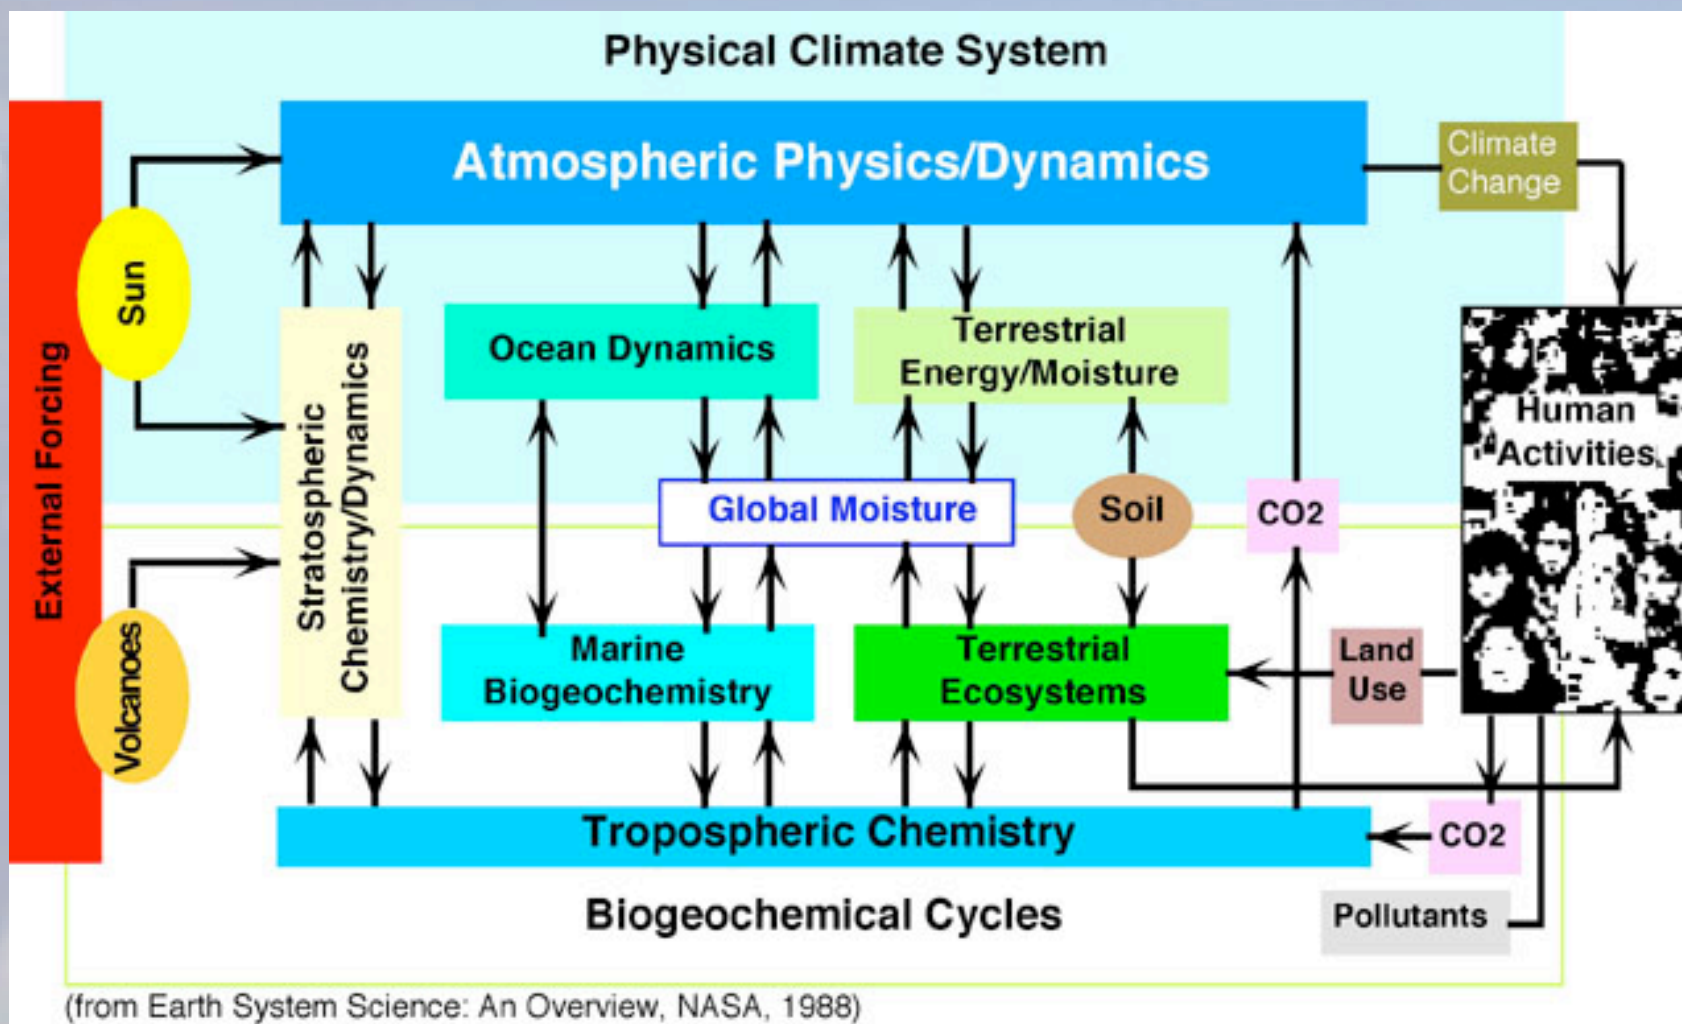 Physical Climate System
Atmospheric Physics/Dynamics
Climate
Change
External Forcing
Sun
Volcanoes
Stratospheric
Chemistry/Dynamics
Ocean Dynamics
Terrestrial
Energy/Moisture
Human
Activities
Global Moisture
Soil
CO2
Marine
Biogeochemistry
Terrestrial
Ecosystems
Land
Use
Tropospheric Chemistry
CO2
Biogeochemical Cycles
Pollutants
(from Earth System Science: An Overview, NASA, 1988)